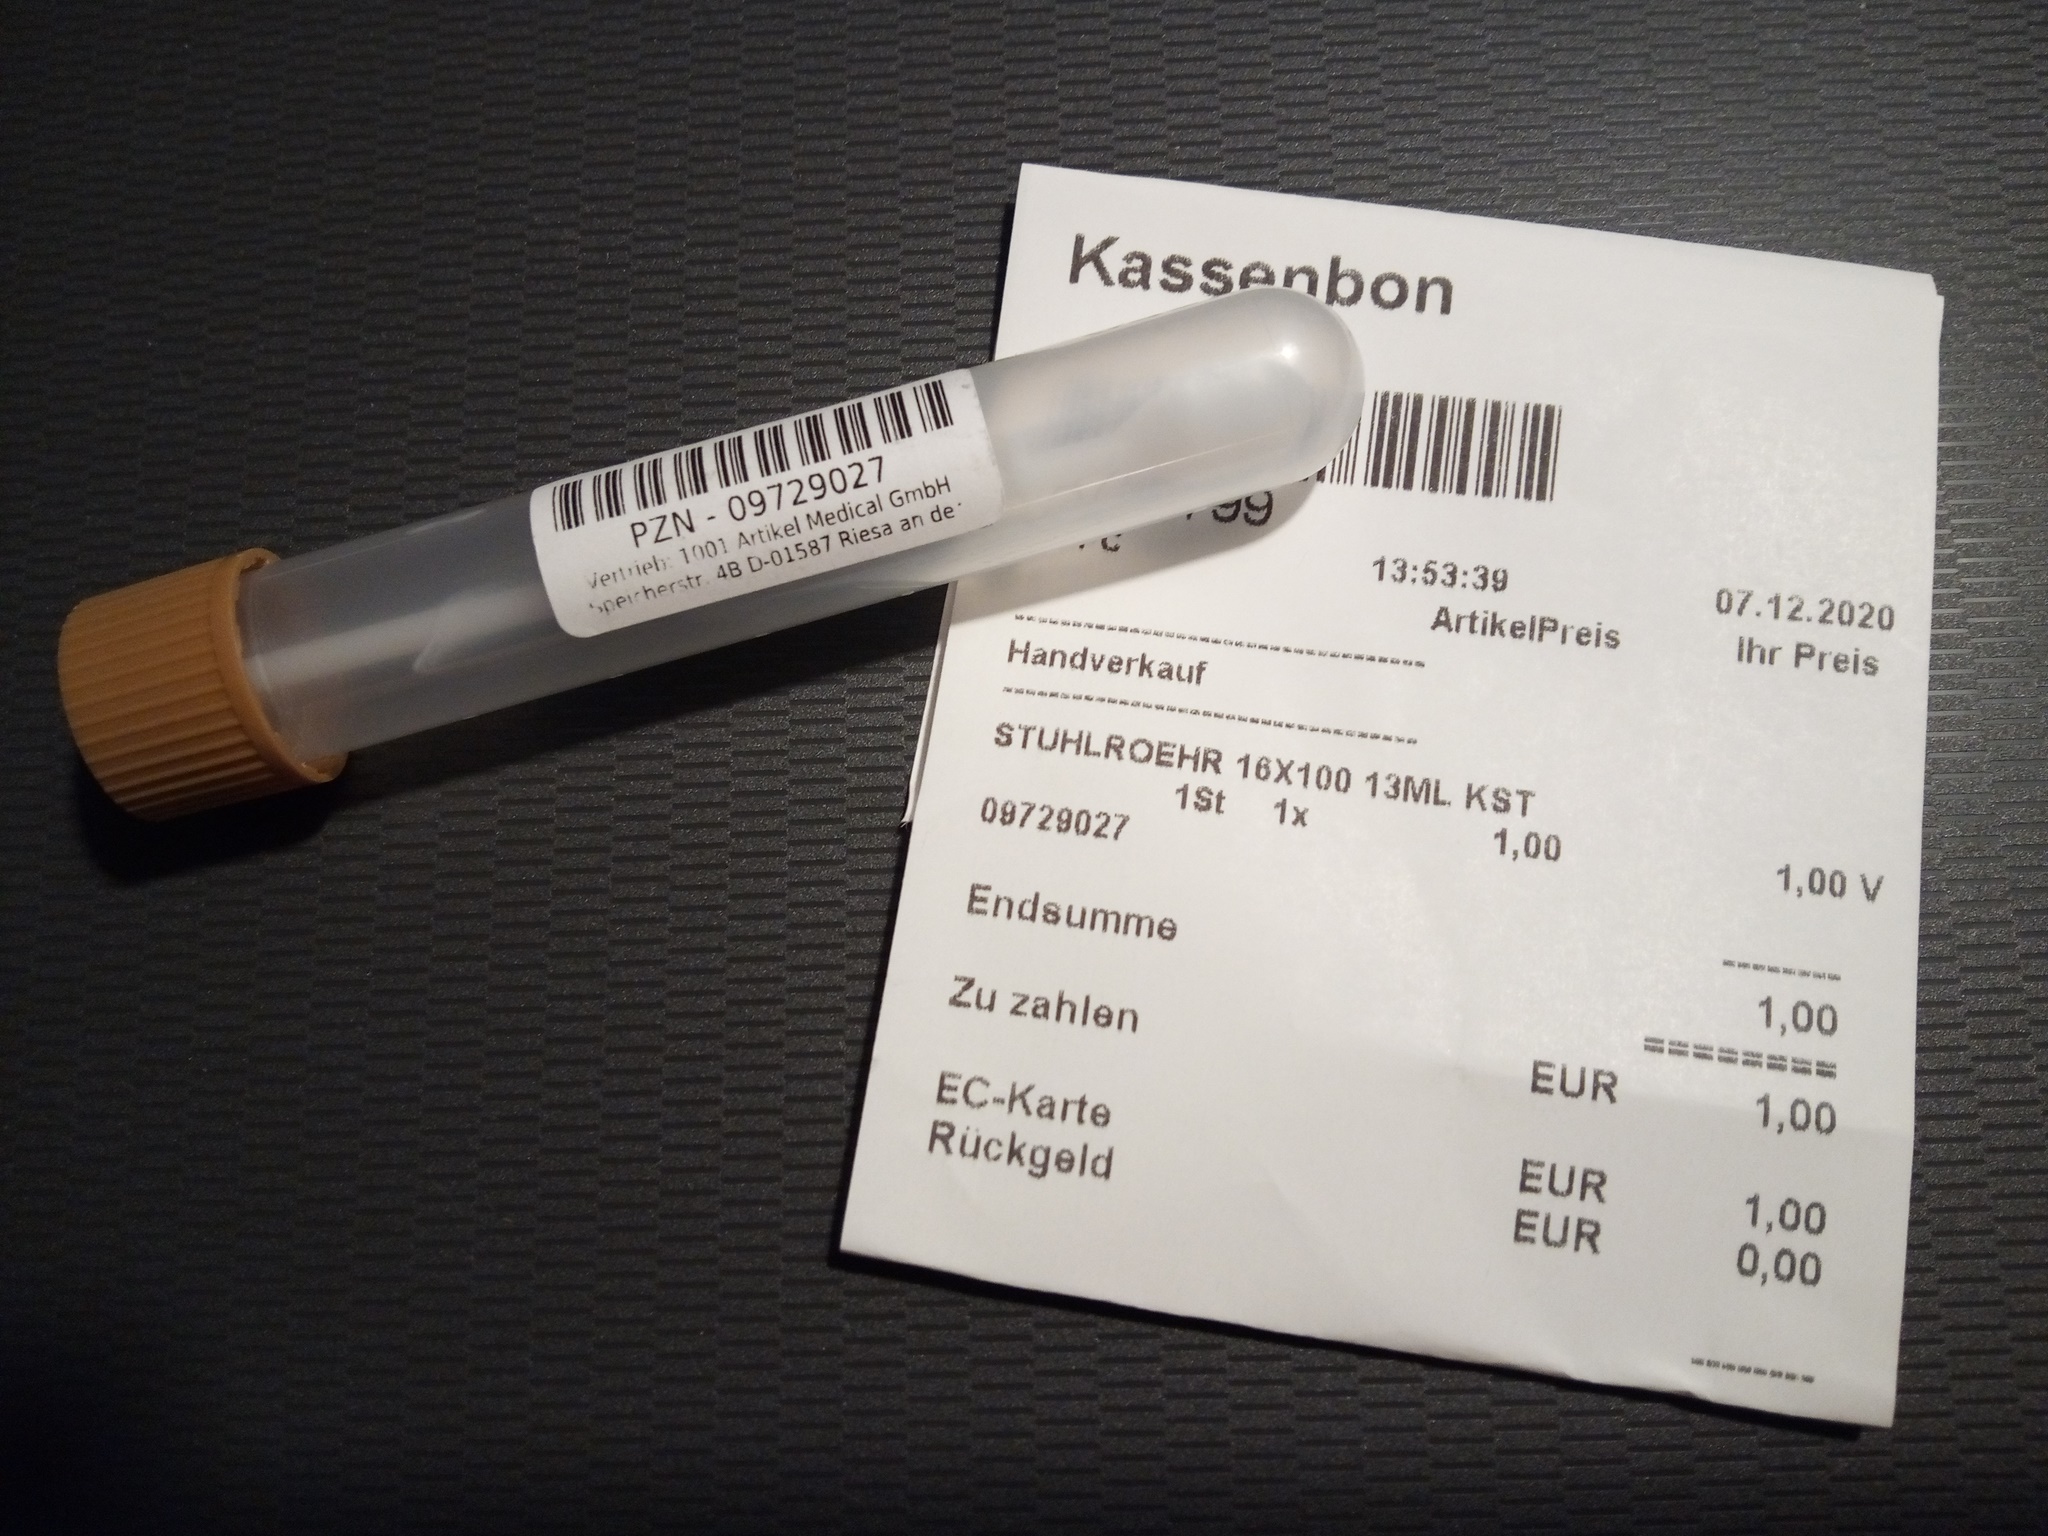 PZN - 09729027
Vertrieb: 1001 Artikel Medical GmbH
Speicherstr. 4B D-01587 Riesa an de
Kassenbon
99
13:53:39 07.12.2020
ArtikelPreis Ihr Preis
Handverkauf
STUHLROEHR 16X100 13ML KST
09729027 1St 1x 1,00 1,00 V
Endsumme 1,00
Zu zahlen EUR 1,00
EC-Karte EUR 1,00
Rückgeld EUR 0,00